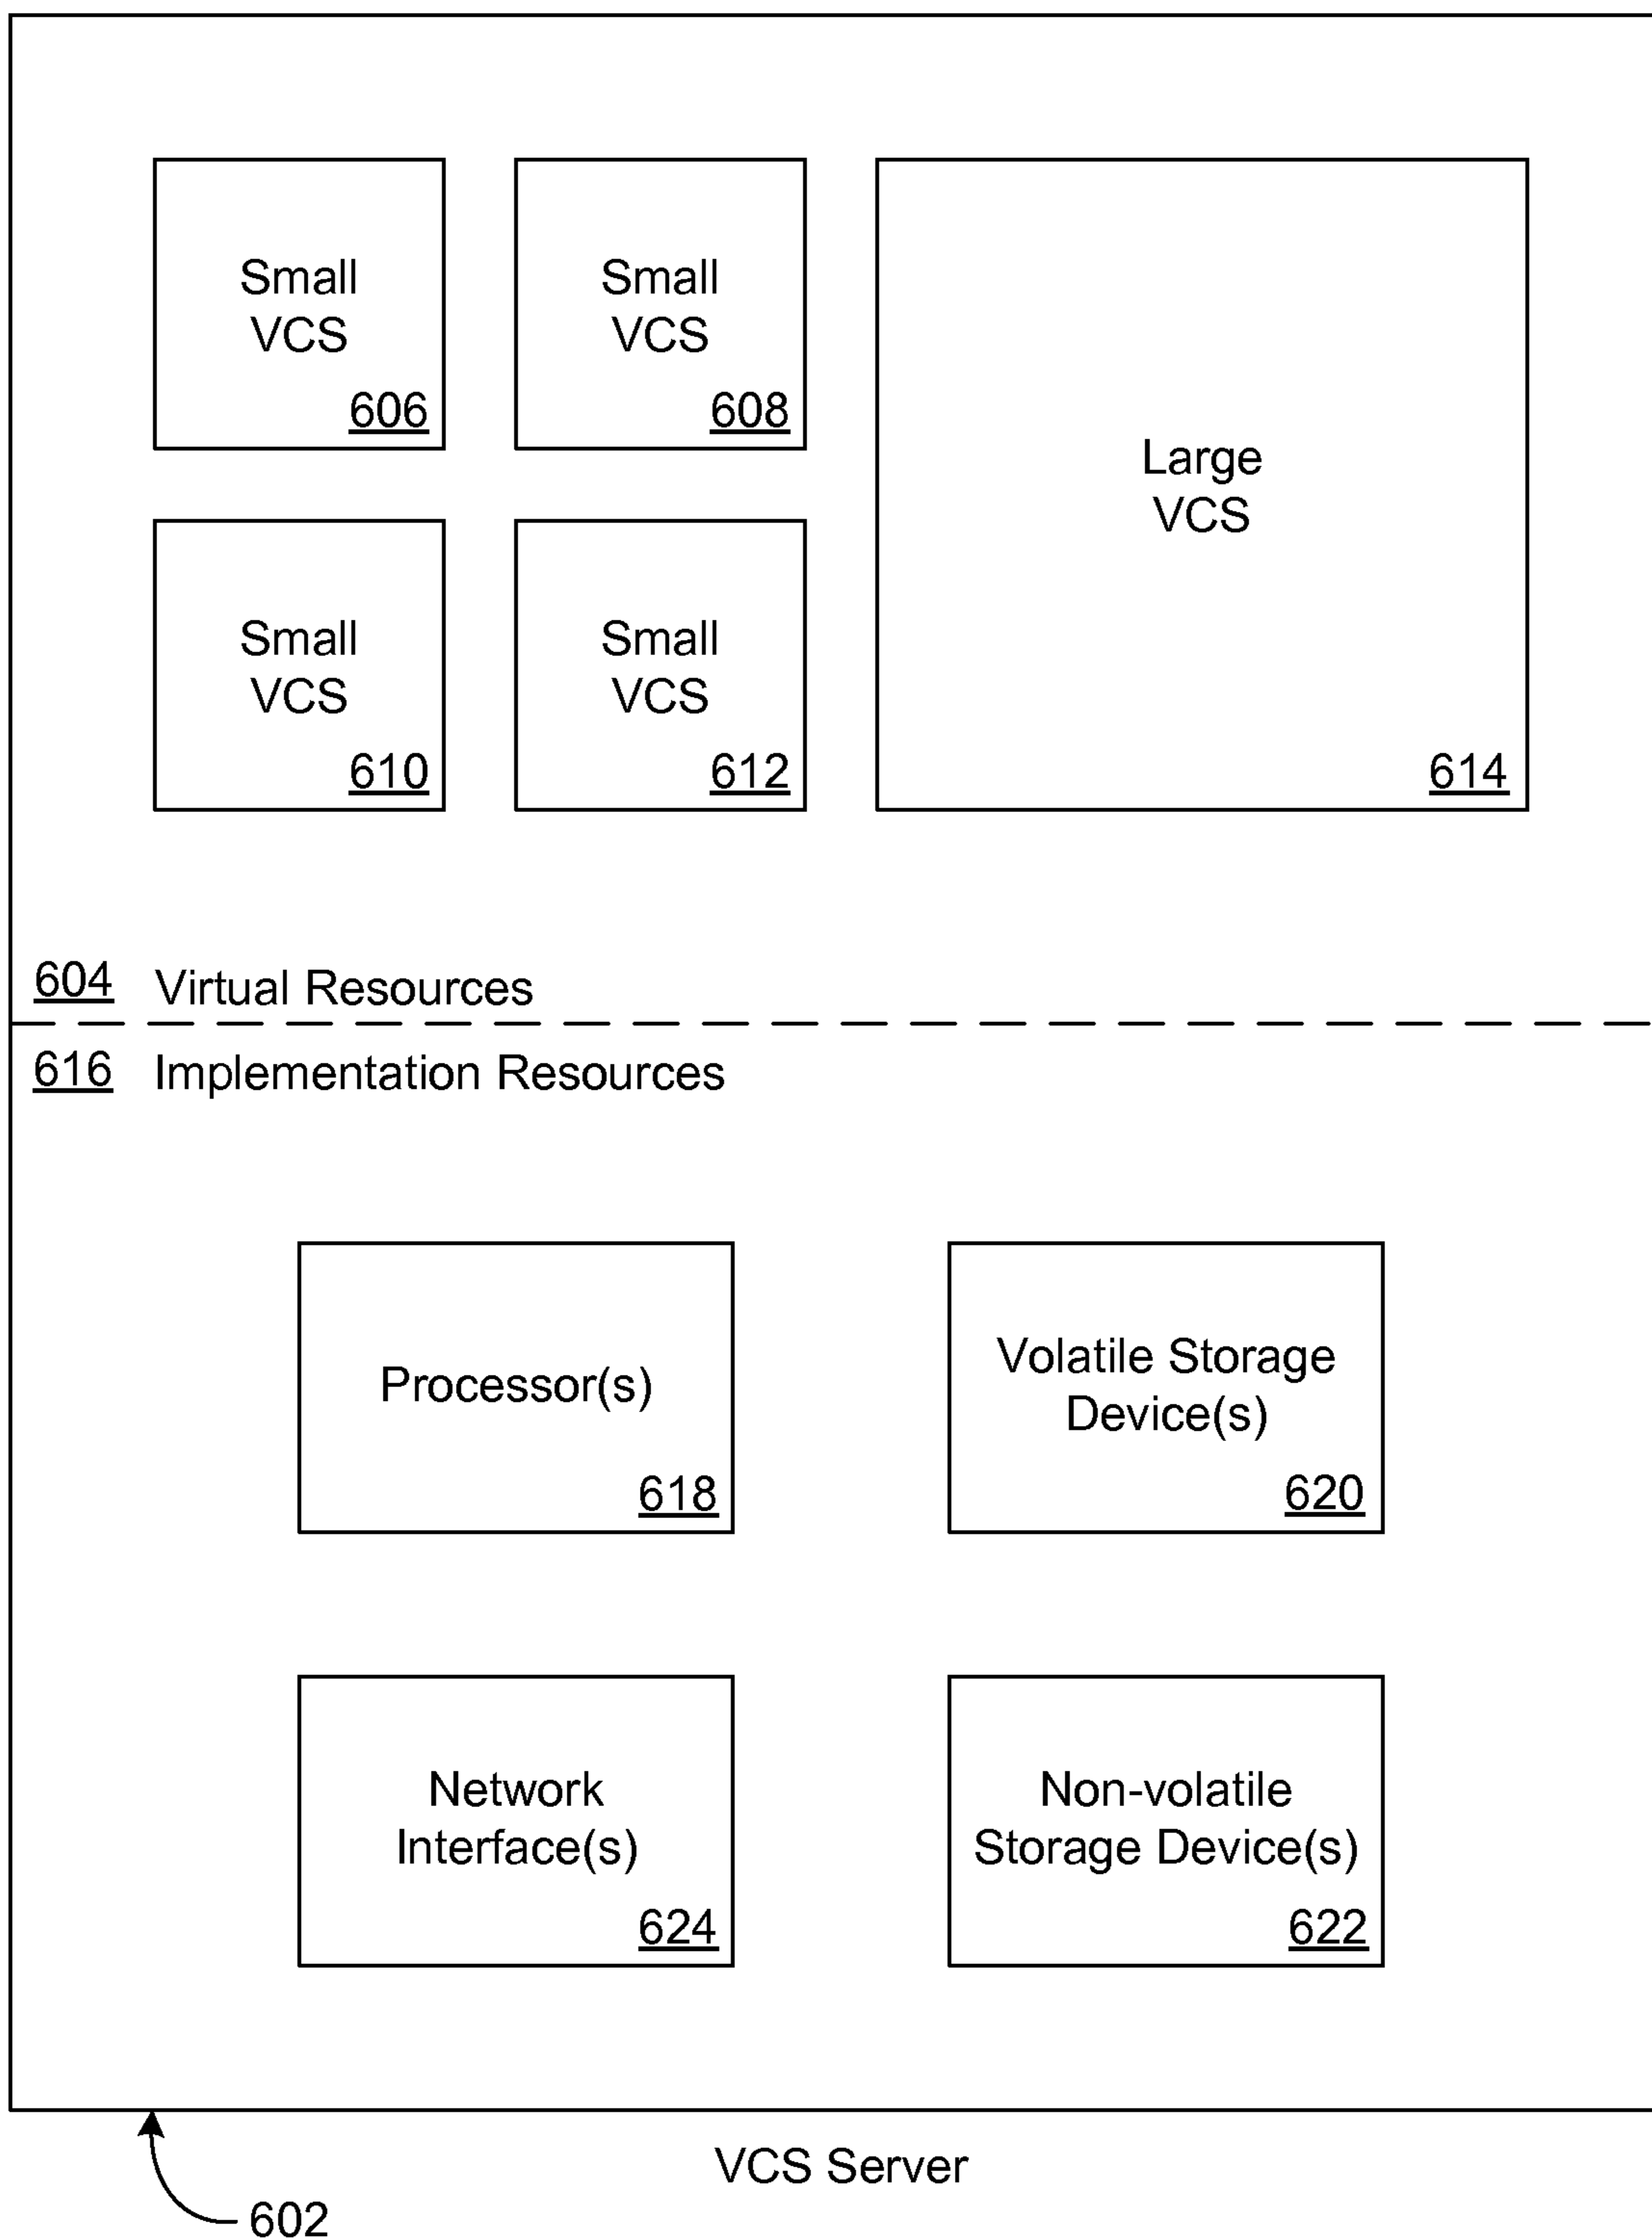 Small
VCS
606
Small
VCS
608
Small
VCS
610
Small
VCS
612
Large
VCS
614
604 Virtual Resources
616 Implementation Resources
Processor(s)
618
Volatile Storage
Device(s)
620
Network
Interface(s)
624
Non-volatile
Storage Device(s)
622
VCS Server
602